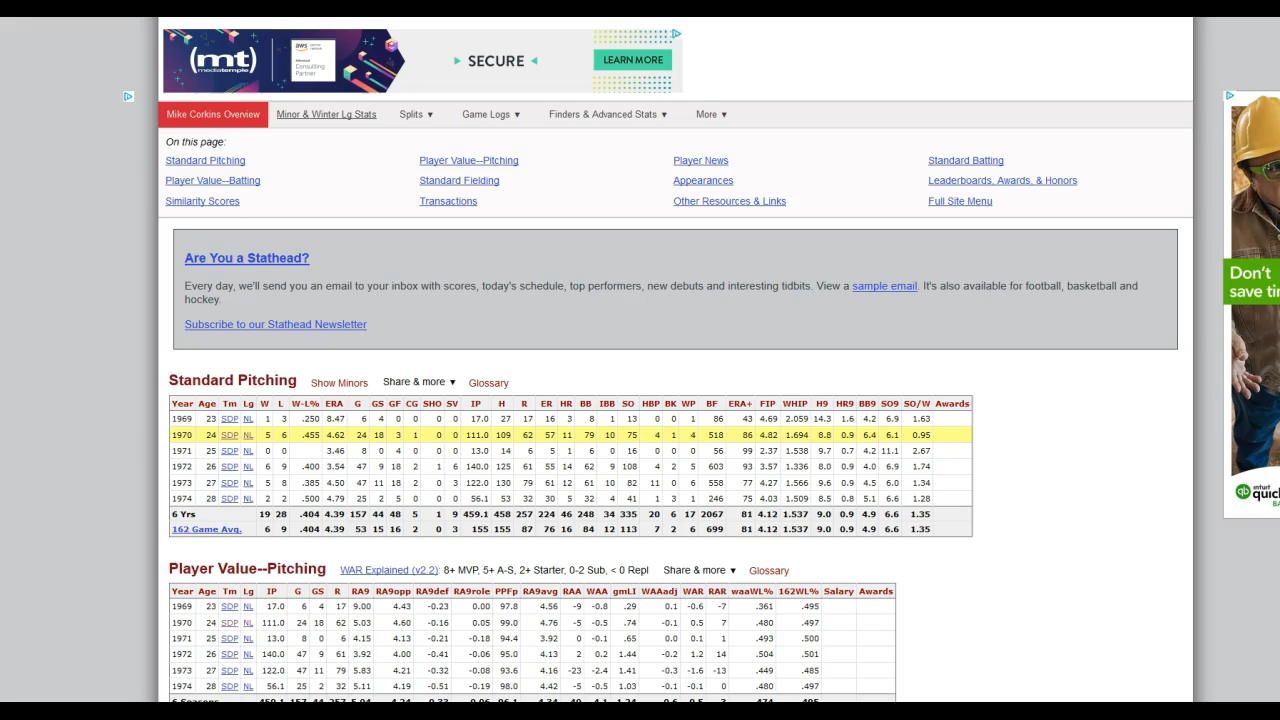 (mt)
mediatemple
aws
Consulting
Partner
SECURE
LEARN MORE
Mike Corkins Overview Minor & Winter Lg Stats Splits ▼ Game Logs ▼ Finders & Advanced Stats ▼ More ▼
On this page:
Standard Pitching Player Value--Pitching Player News Standard Batting
Player Value--Batting Standard Fielding Appearances Leaderboards, Awards, & Honors
Similarity Scores Transactions Other Resources & Links Full Site Menu
Are You a Stathead?
Every day, we'll send you an email to your inbox with scores, today's schedule, top performers, new debuts and interesting tidbits. View a sample email. It's also available for football, basketball and
hockey.
Subscribe to our Stathead Newsletter
Don't
save tin
intuit
quick
BA
Standard Pitching Show Minors Share & more ▼ Glossary
Year Age Tm Lg W L W-L% ERA G GS GF CG SHO SV IP H R ER HR BB IBB SO HBP BK WP BF ERA+ FIP WHIP H9 HR9 BB9 SO9 SO/W Awards
1969 23 SDP NL 1 3 .250 8.47 6 4 0 0 0 0 17.0 27 17 16 3 8 1 13 0 0 1 86 43 4.69 2.059 14.3 1.6 4.2 6.9 1.63
1970 24 SDP NL 5 6 .455 4.62 24 18 3 1 0 0 111.0 109 62 57 11 79 10 75 4 1 4 518 86 4.82 1.694 8.8 0.9 6.4 6.1 0.95
1971 25 SDP NL 0 0 3.46 8 0 4 0 0 0 13.0 14 6 5 1 6 0 16 0 0 0 56 99 2.37 1.538 9.7 0.7 4.2 11.1 2.67
1972 26 SDP NL 6 9 .400 3.54 47 9 18 2 1 6 140.0 125 61 55 14 62 9 108 4 2 5 603 93 3.57 1.336 8.0 0.9 4.0 6.9 1.74
1973 27 SDP NL 5 8 .385 4.50 47 11 18 2 0 3 122.0 130 79 61 12 61 10 82 11 0 6 558 77 4.27 1.566 9.6 0.9 4.5 6.0 1.34
1974 28 SDP NL 2 2 .500 4.79 25 2 5 0 0 0 56.1 53 32 30 5 32 4 41 1 3 1 246 75 4.03 1.509 8.5 0.8 5.1 6.6 1.28
6 Yrs 19 28 .404 4.39 157 44 48 5 1 9 459.1 458 257 224 46 248 34 335 20 6 17 2067 81 4.12 1.537 9.0 0.9 4.9 6.6 1.35
162 Game Avg. 6 9 .404 4.39 53 15 16 2 0 3 155 155 87 76 16 84 12 113 7 2 6 699 81 4.12 1.537 9.0 0.9 4.9 6.6 1.35
Player Value--Pitching WAR Explained (v2.2): 8+ MVP, 5+ A-S, 2+ Starter, 0-2 Sub, < 0 Repl Share & more ▼ Glossary
Year Age Tm Lg IP G GS R RA9 RA9opp RA9def RA9role PPFp RA9avg RAA WAA gmLI WAAadj WAR RAR waaWL% 162WL% Salary Awards
1969 23 SDP NL 17.0 6 4 17 9.00 4.43 -0.23 0.00 97.8 4.56 -9 -0.8 .29 0.1 -0.6 -7 .361 .495
1970 24 SDP NL 111.0 24 18 62 5.03 4.60 -0.16 0.05 99.0 4.76 -5 -0.5 .74 -0.1 0.5 7 .480 .497
1971 25 SDP NL 13.0 8 0 6 4.15 4.13 -0.21 -0.18 94.4 3.92 0 -0.1 .65 0.0 0.1 1 .493 .500
1972 26 SDP NL 140.0 47 9 61 3.92 4.00 -0.41 -0.06 95.0 4.13 2 0.2 1.44 -0.2 1.2 14 .504 .501
1973 27 SDP NL 122.0 47 11 79 5.83 4.21 -0.32 -0.08 93.6 4.16 -23 -2.4 1.41 -0.3 -1.6 -13 .449 .485
1974 28 SDP NL 56.1 25 2 32 5.11 4.19 -0.51 -0.19 98.0 4.42 -5 -0.5 1.03 -0.1 -0.1 0 .480 .497